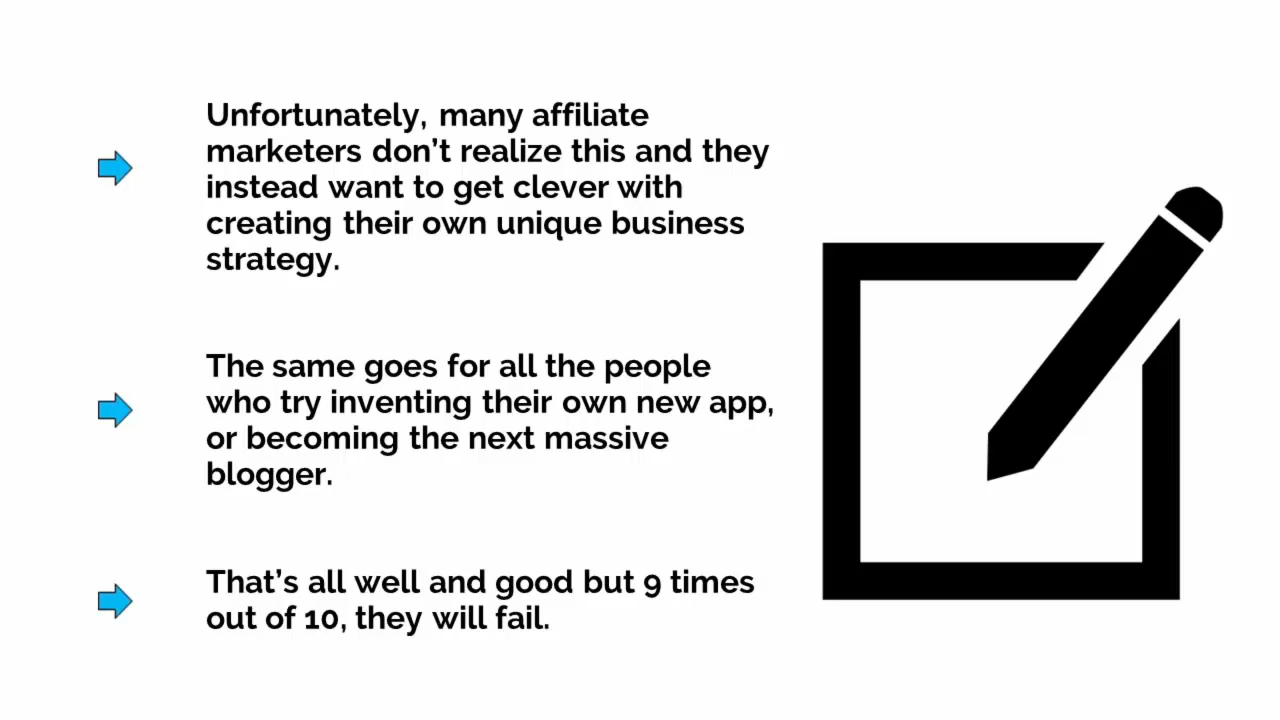 Unfortunately, many affiliate
marketers don’t realize this and they
instead want to get clever with
creating their own unique business
strategy.
The same goes for all the people
who try inventing their own new app,
or becoming the next massive
blogger.
That’s all well and good but 9 times
out of 10, they will fail.